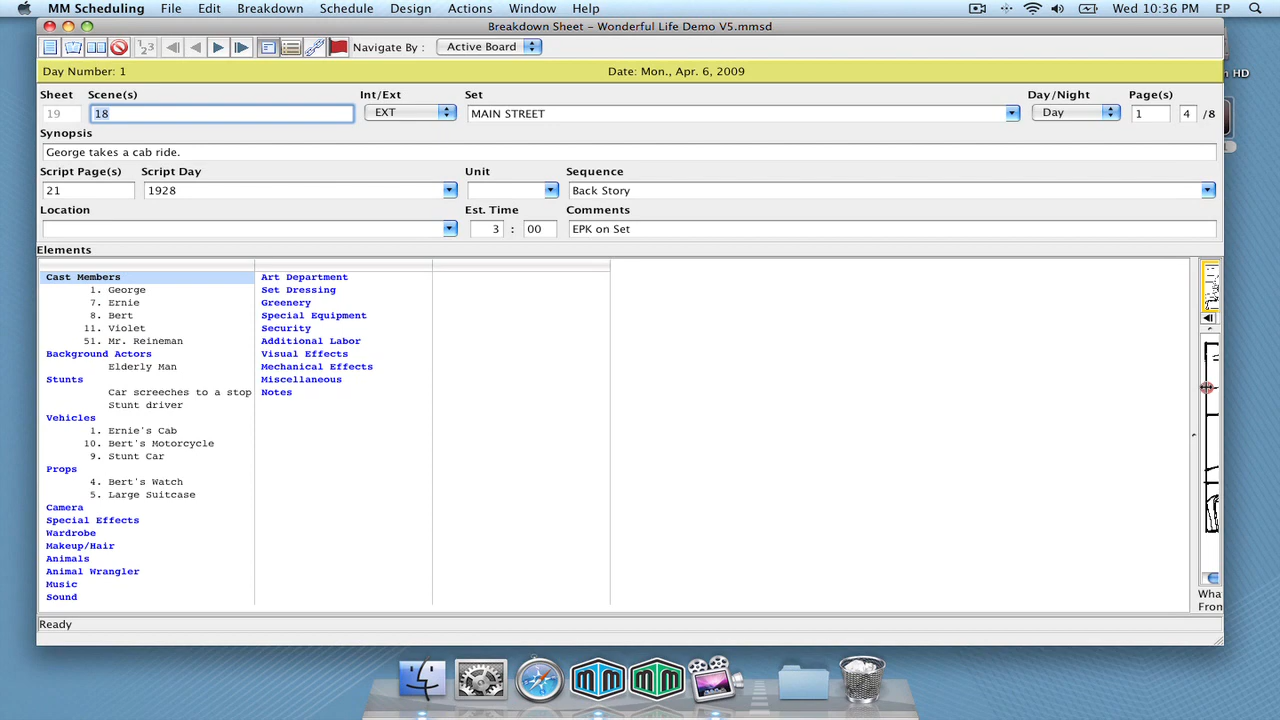 MM Scheduling File Edit Breakdown Schedule Design Actions Window Help Wed 10:36 PM EP
Breakdown Sheet – Wonderful Life Demo V5.mmsd
Navigate By : Active Board
Day Number: 1 Date: Mon., Apr. 6, 2009
Sheet Scene(s) Int/Ext Set Day/Night Page(s)
19 18 EXT MAIN STREET Day 1 4 /8
Synopsis
George takes a cab ride.
Script Page(s) Script Day Unit Sequence
21 1928 Back Story
Location Est. Time Comments
3 : 00 EPK on Set
Elements
Cast Members
1. George
7. Ernie
8. Bert
11. Violet
51. Mr. Reineman
Background Actors
Elderly Man
Stunts
Car screeches to a stop
Stunt driver
Vehicles
1. Ernie's Cab
10. Bert's Motorcycle
9. Stunt Car
Props
4. Bert's Watch
5. Large Suitcase
Camera
Special Effects
Wardrobe
Makeup/Hair
Animals
Animal Wrangler
Music
Sound
Art Department
Set Dressing
Greenery
Special Equipment
Security
Additional Labor
Visual Effects
Mechanical Effects
Miscellaneous
Notes
Wha
Fron
Ready
HD
MM
MM